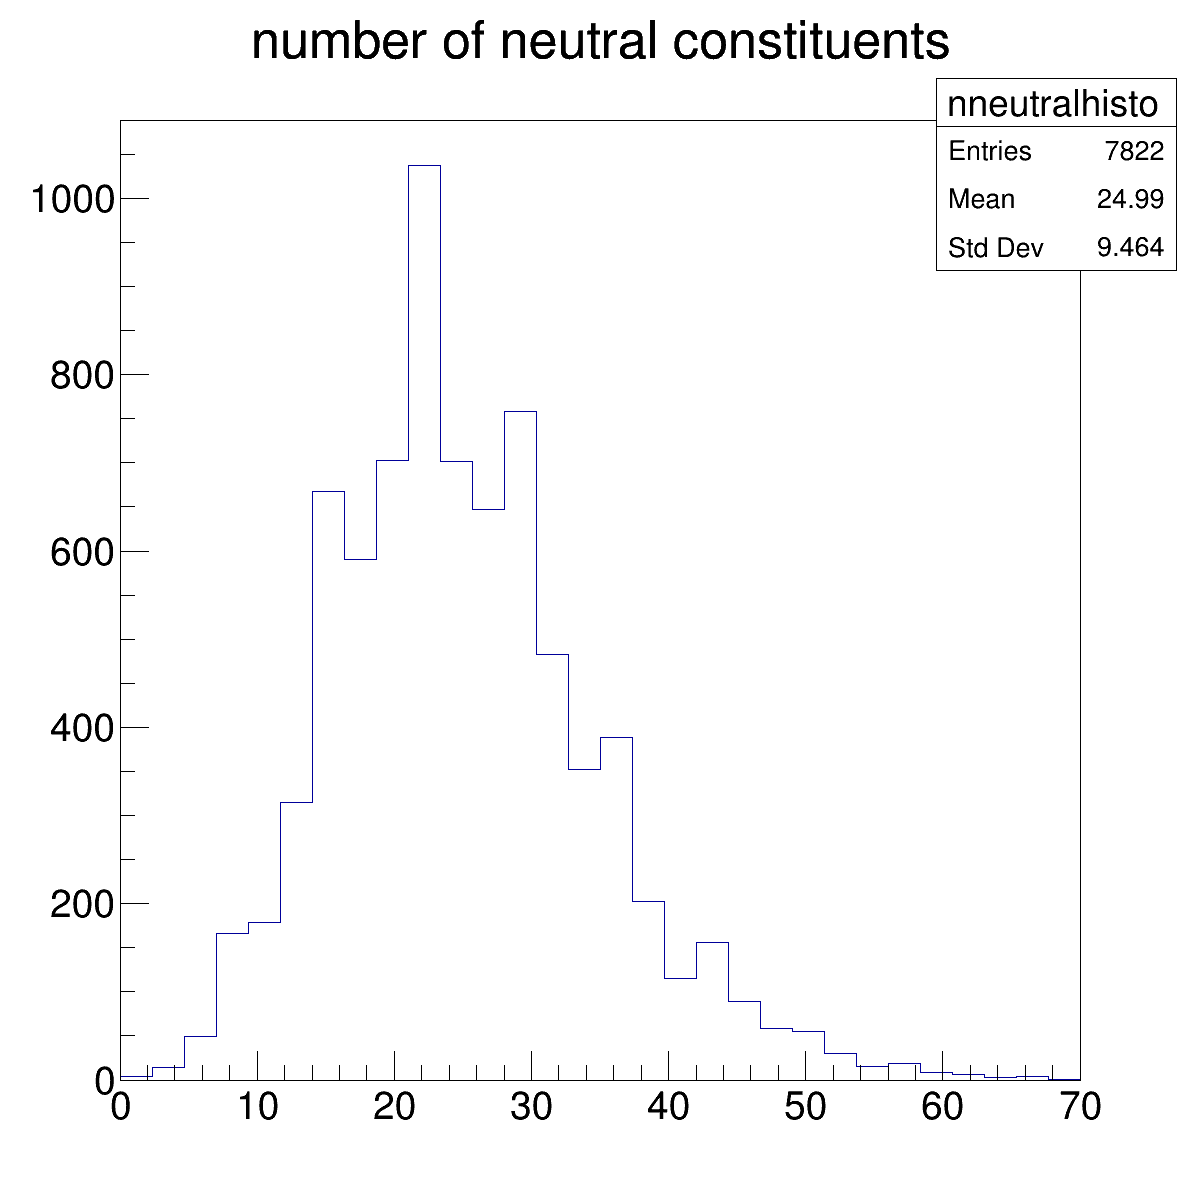 number of neutral constituents
nneutralhisto
Entries 7822
Mean 24.99
Std Dev 9.464
1000
800
600
400
200
0
0 10 20 30 40 50 60 70